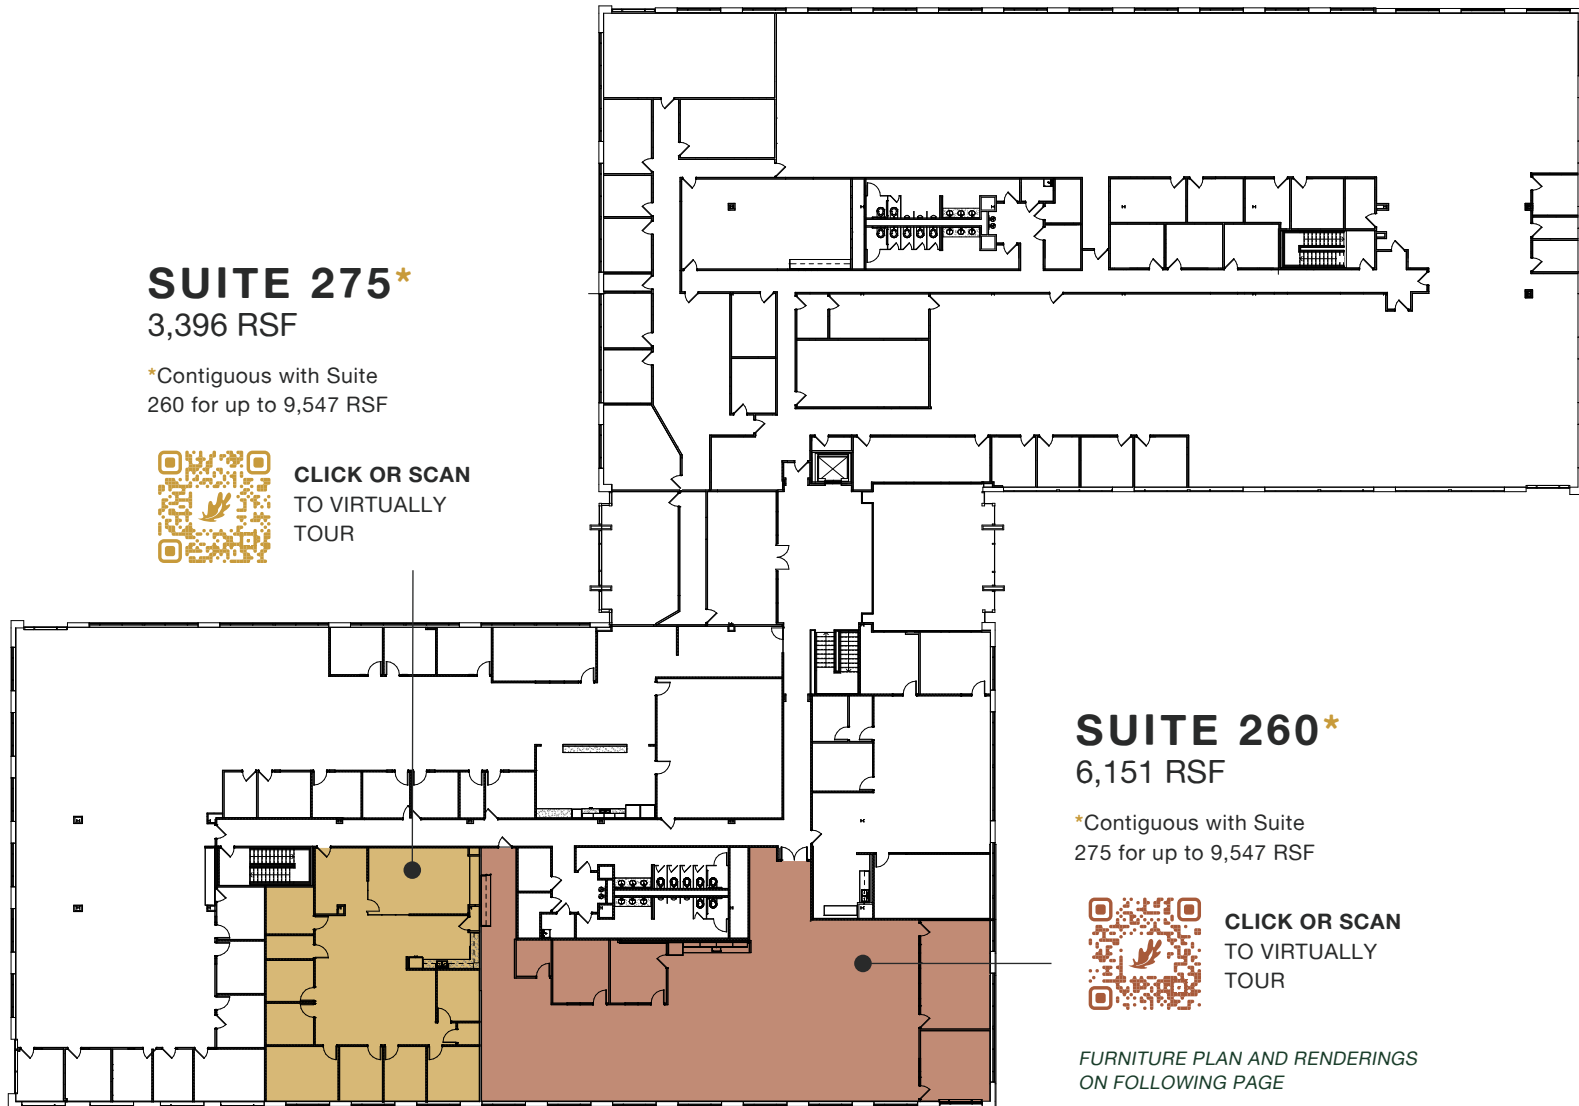 SUITE 275*
3,396 RSF
*Contiguous with Suite
260 for up to 9,547 RSF
CLICK OR SCAN
TO VIRTUALLY
TOUR
SUITE 260*
6,151 RSF
*Contiguous with Suite
275 for up to 9,547 RSF
CLICK OR SCAN
TO VIRTUALLY
TOUR
FURNITURE PLAN AND RENDERINGS
ON FOLLOWING PAGE